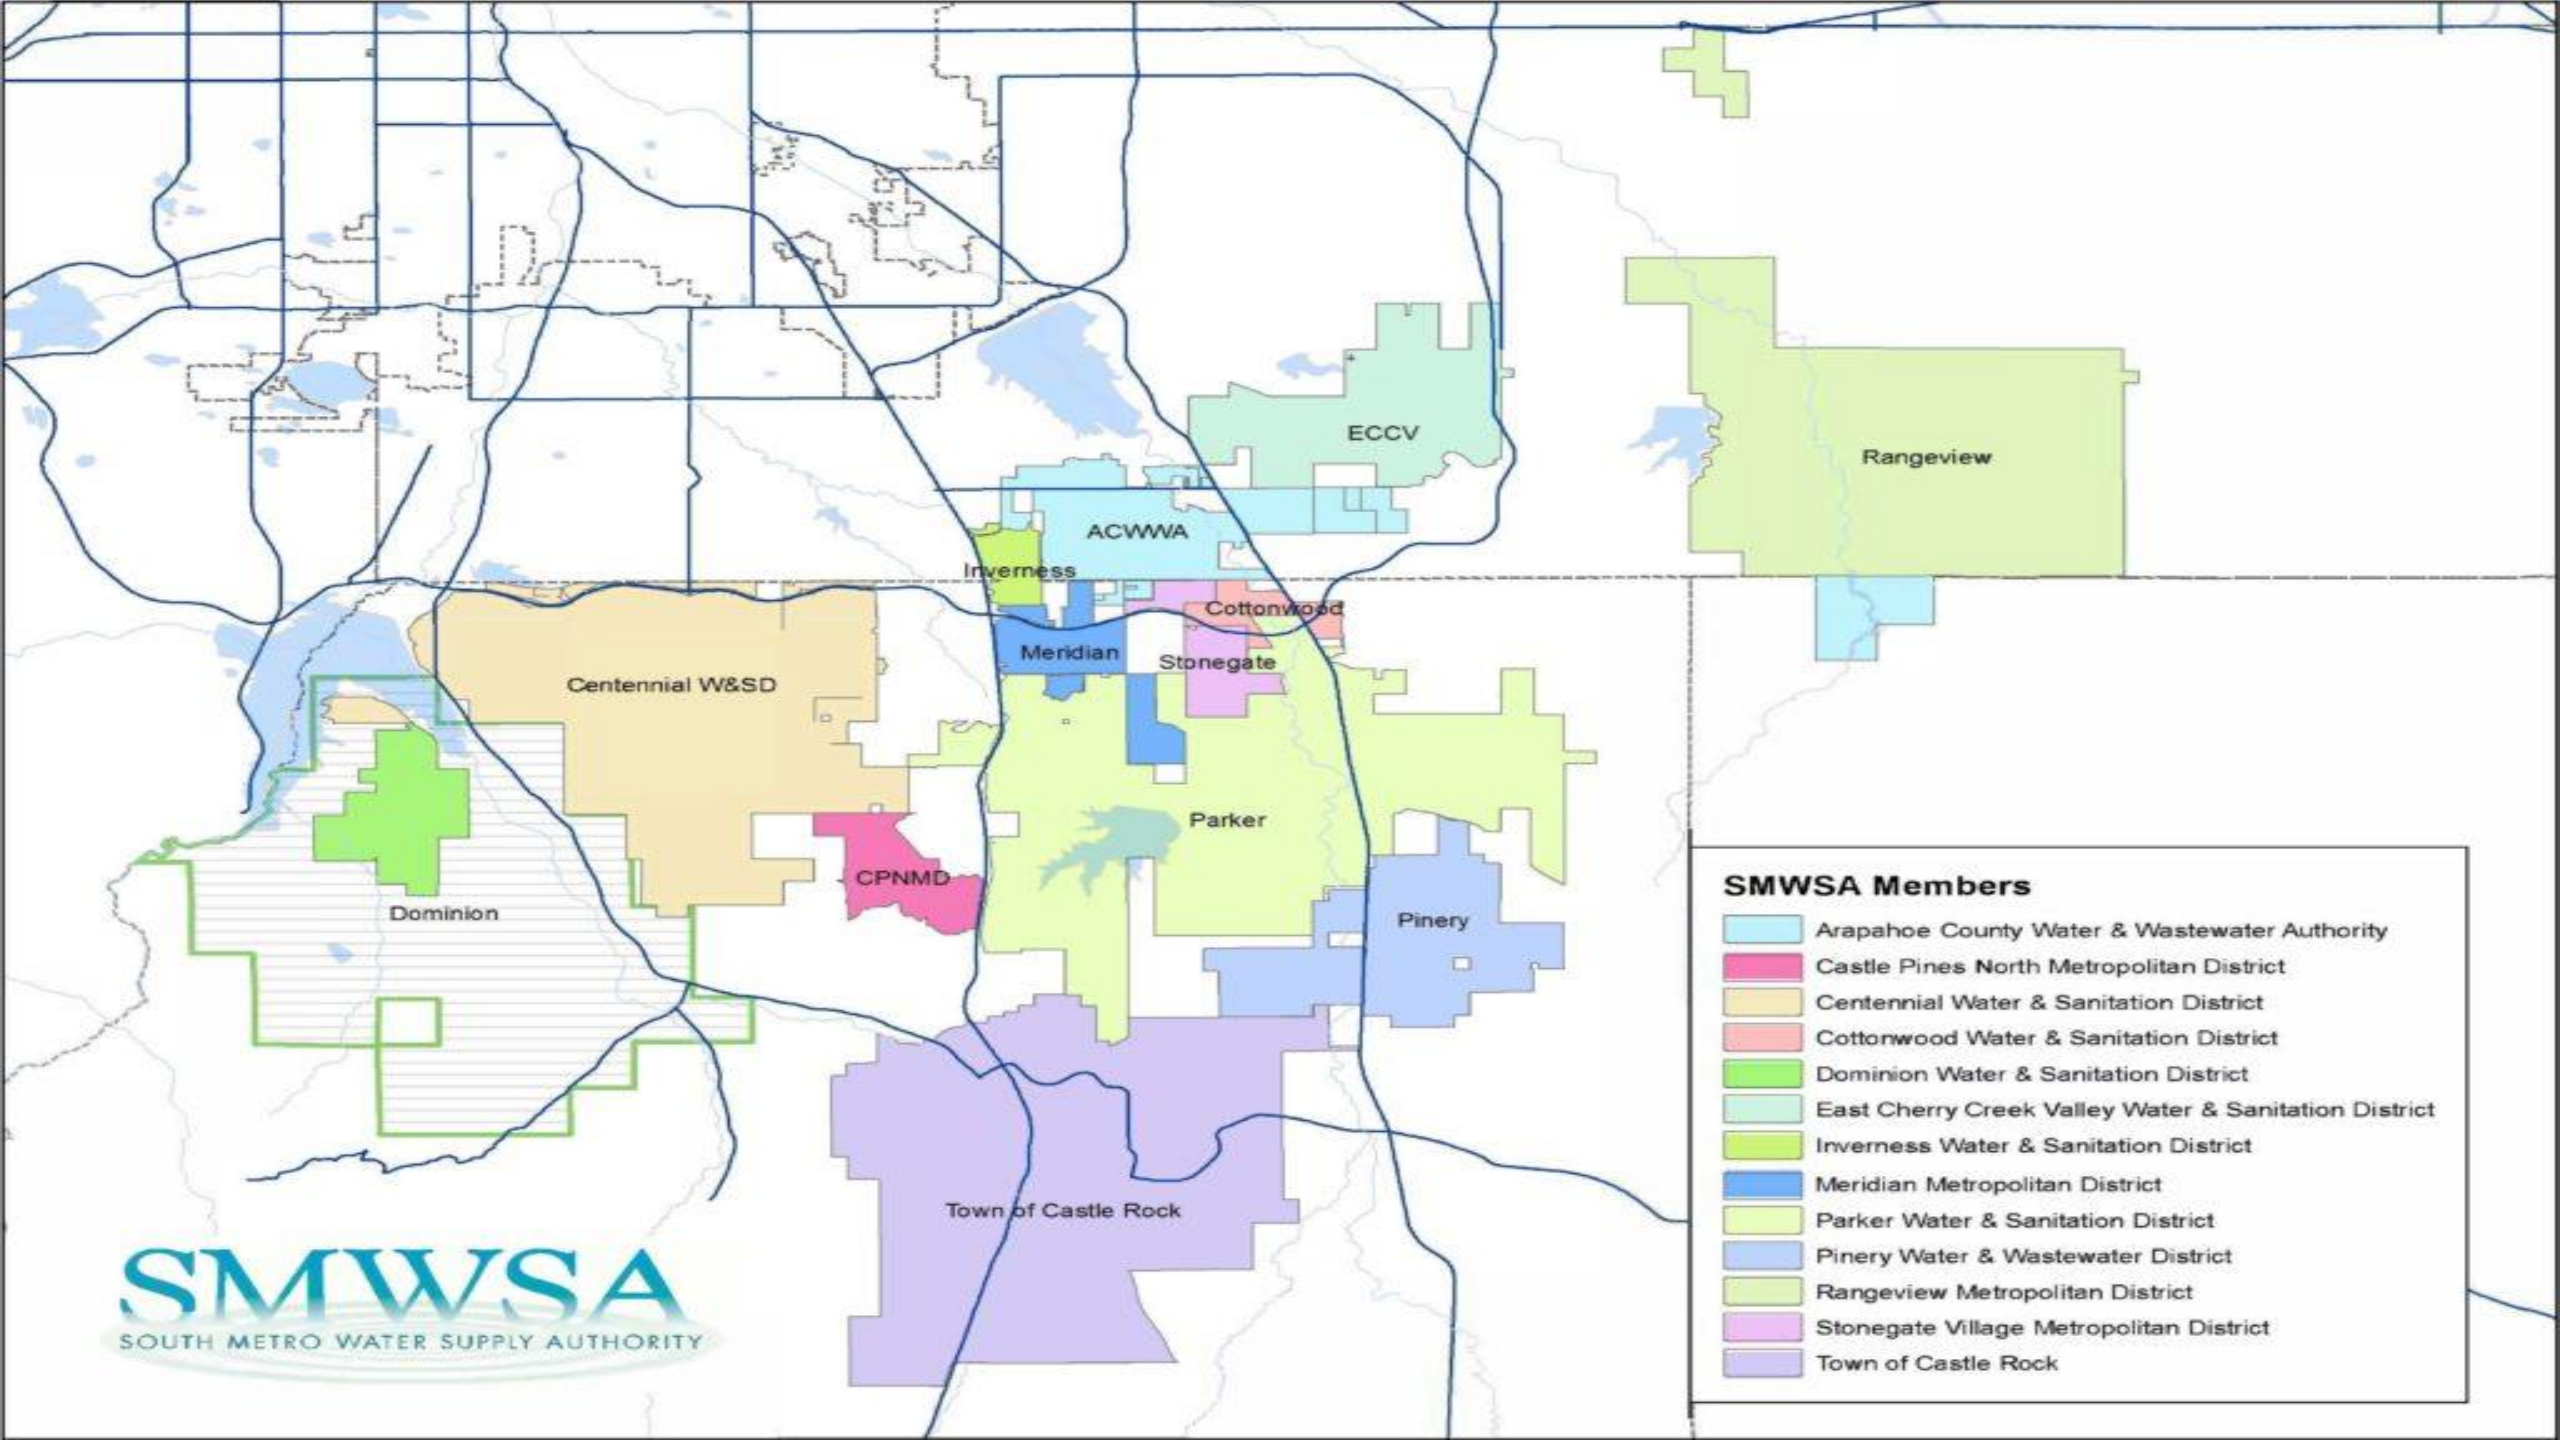 ECCV
Rangeview
ACWWA
Inverness
Cottonwood
Meridian
Stonegate
Centennial W&SD
Parker
CPNMD
Dominion
Pinery
Town of Castle Rock
SMWSA Members
Arapahoe County Water & Wastewater Authority
Castle Pines North Metropolitan District
Centennial Water & Sanitation District
Cottonwood Water & Sanitation District
Dominion Water & Sanitation District
East Cherry Creek Valley Water & Sanitation District
Inverness Water & Sanitation District
Meridian Metropolitan District
Parker Water & Sanitation District
Pinery Water & Wastewater District
Rangeview Metropolitan District
Stonegate Village Metropolitan District
Town of Castle Rock
SMWSA
SOUTH METRO WATER SUPPLY AUTHORITY